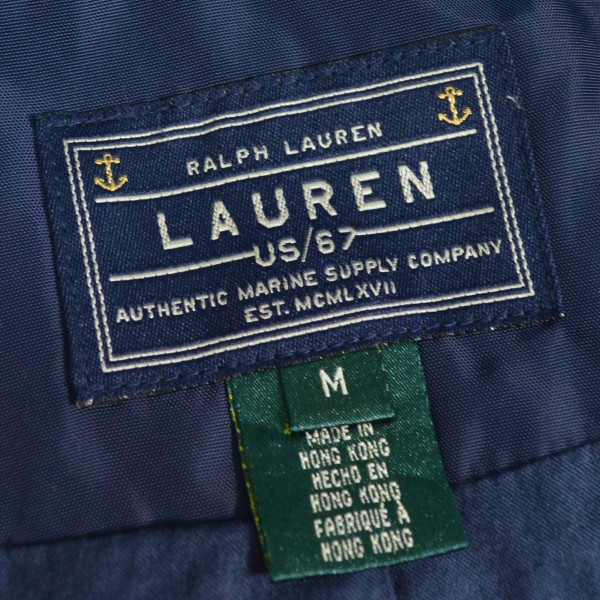 RALPH LAUREN
LAUREN
US/67
AUTHENTIC MARINE SUPPLY COMPANY
EST. MCMLXVII
M
MADE IN
HONG KONG
HECHO EN
HONG KONG
FABRIQUÉ À
HONG KONG